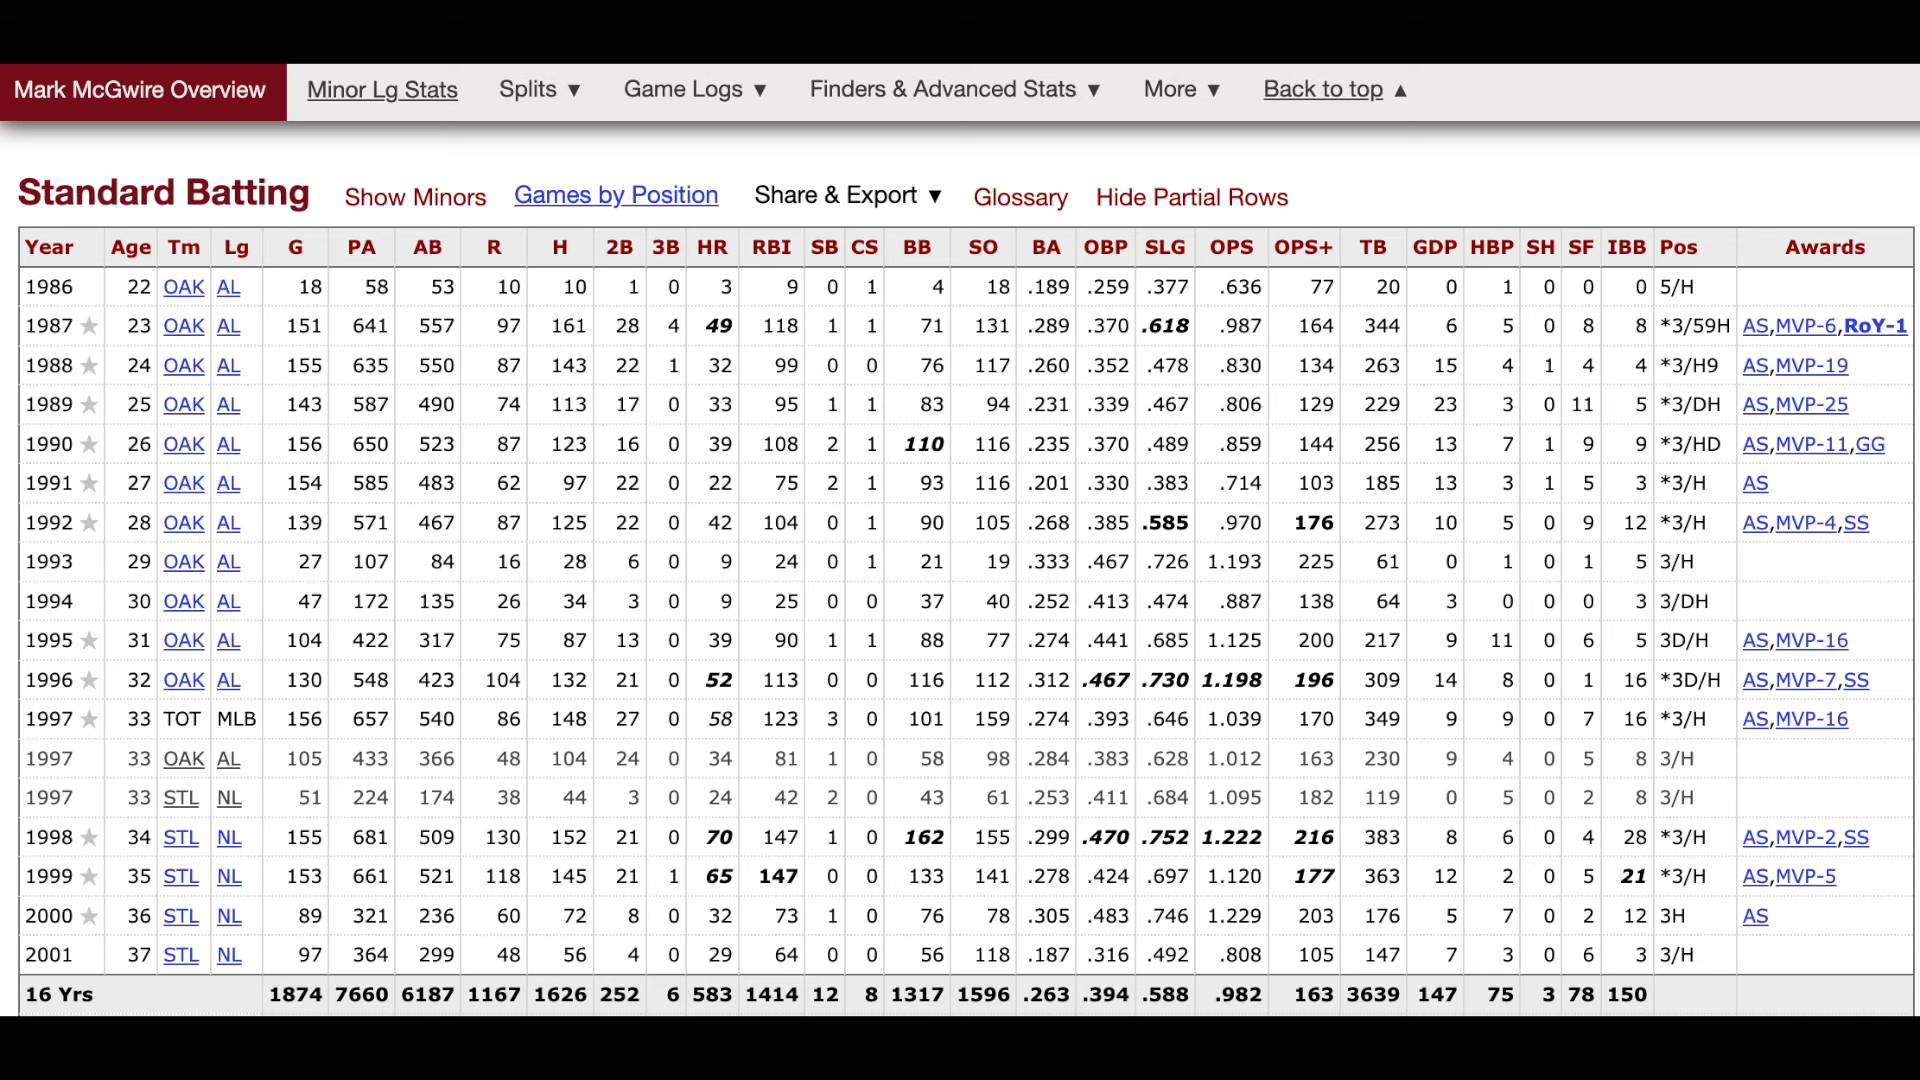 Mark McGwire Overview Minor Lg Stats Splits ▼ Game Logs ▼ Finders & Advanced Stats ▼ More ▼ Back to top ▲
Standard Batting Show Minors Games by Position Share & Export ▼ Glossary Hide Partial Rows
Year Age Tm Lg G PA AB R H 2B 3B HR RBI SB CS BB SO BA OBP SLG OPS OPS+ TB GDP HBP SH SF IBB Pos Awards
1986 22 OAK AL 18 58 53 10 10 1 0 3 9 0 1 4 18 .189 .259 .377 .636 77 20 0 1 0 0 0 5/H
1987 ★ 23 OAK AL 151 641 557 97 161 28 4 49 118 1 1 71 131 .289 .370 .618 .987 164 344 6 5 0 8 8 *3/59H AS,MVP-6,RoY-1
1988 ★ 24 OAK AL 155 635 550 87 143 22 1 32 99 0 0 76 117 .260 .352 .478 .830 134 263 15 4 1 4 4 *3/H9 AS,MVP-19
1989 ★ 25 OAK AL 143 587 490 74 113 17 0 33 95 1 1 83 94 .231 .339 .467 .806 129 229 23 3 0 11 5 *3/DH AS,MVP-25
1990 ★ 26 OAK AL 156 650 523 87 123 16 0 39 108 2 1 110 116 .235 .370 .489 .859 144 256 13 7 1 9 9 *3/HD AS,MVP-11,GG
1991 ★ 27 OAK AL 154 585 483 62 97 22 0 22 75 2 1 93 116 .201 .330 .383 .714 103 185 13 3 1 5 3 *3/H AS
1992 ★ 28 OAK AL 139 571 467 87 125 22 0 42 104 0 1 90 105 .268 .385 .585 .970 176 273 10 5 0 9 12 *3/H AS,MVP-4,SS
1993 29 OAK AL 27 107 84 16 28 6 0 9 24 0 1 21 19 .333 .467 .726 1.193 225 61 0 1 0 1 5 3/H
1994 30 OAK AL 47 172 135 26 34 3 0 9 25 0 0 37 40 .252 .413 .474 .887 138 64 3 0 0 0 3 3/DH
1995 ★ 31 OAK AL 104 422 317 75 87 13 0 39 90 1 1 88 77 .274 .441 .685 1.125 200 217 9 11 0 6 5 3D/H AS,MVP-16
1996 ★ 32 OAK AL 130 548 423 104 132 21 0 52 113 0 0 116 112 .312 .467 .730 1.198 196 309 14 8 0 1 16 *3D/H AS,MVP-7,SS
1997 ★ 33 TOT MLB 156 657 540 86 148 27 0 58 123 3 0 101 159 .274 .393 .646 1.039 170 349 9 9 0 7 16 *3/H AS,MVP-16
1997 33 OAK AL 105 433 366 48 104 24 0 34 81 1 0 58 98 .284 .383 .628 1.012 163 230 9 4 0 5 8 3/H
1997 33 STL NL 51 224 174 38 44 3 0 24 42 2 0 43 61 .253 .411 .684 1.095 182 119 0 5 0 2 8 3/H
1998 ★ 34 STL NL 155 681 509 130 152 21 0 70 147 1 0 162 155 .299 .470 .752 1.222 216 383 8 6 0 4 28 *3/H AS,MVP-2,SS
1999 ★ 35 STL NL 153 661 521 118 145 21 1 65 147 0 0 133 141 .278 .424 .697 1.120 177 363 12 2 0 5 21 *3/H AS,MVP-5
2000 ★ 36 STL NL 89 321 236 60 72 8 0 32 73 1 0 76 78 .305 .483 .746 1.229 203 176 5 7 0 2 12 3H AS
2001 37 STL NL 97 364 299 48 56 4 0 29 64 0 0 56 118 .187 .316 .492 .808 105 147 7 3 0 6 3 3/H
16 Yrs 1874 7660 6187 1167 1626 252 6 583 1414 12 8 1317 1596 .263 .394 .588 .982 163 3639 147 75 3 78 150